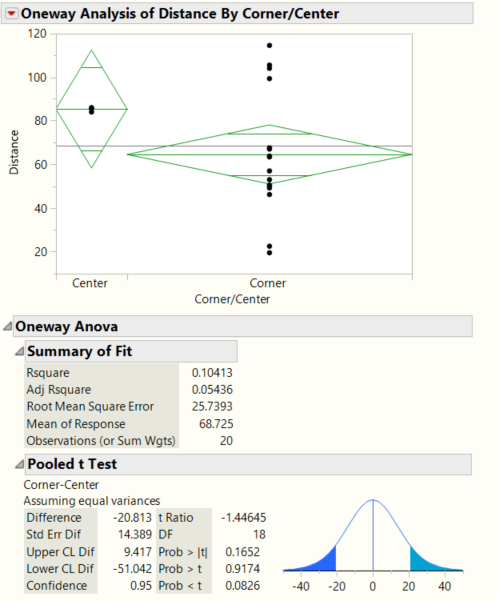 Oneway Analysis of Distance By Corner/Center
120
100
80
60
40
20
Distance
Center Corner
Corner/Center
Oneway Anova
Summary of Fit
Rsquare 0.10413
Adj Rsquare 0.05436
Root Mean Square Error 25.7393
Mean of Response 68.725
Observations (or Sum Wgts) 20
Pooled t Test
Corner-Center
Assuming equal variances
Difference -20.813 t Ratio -1.44645
Std Err Dif 14.389 DF 18
Upper CL Dif 9.417 Prob > |t| 0.1652
Lower CL Dif -51.042 Prob > t 0.9174
Confidence 0.95 Prob < t 0.0826
-40 -20 0 20 40